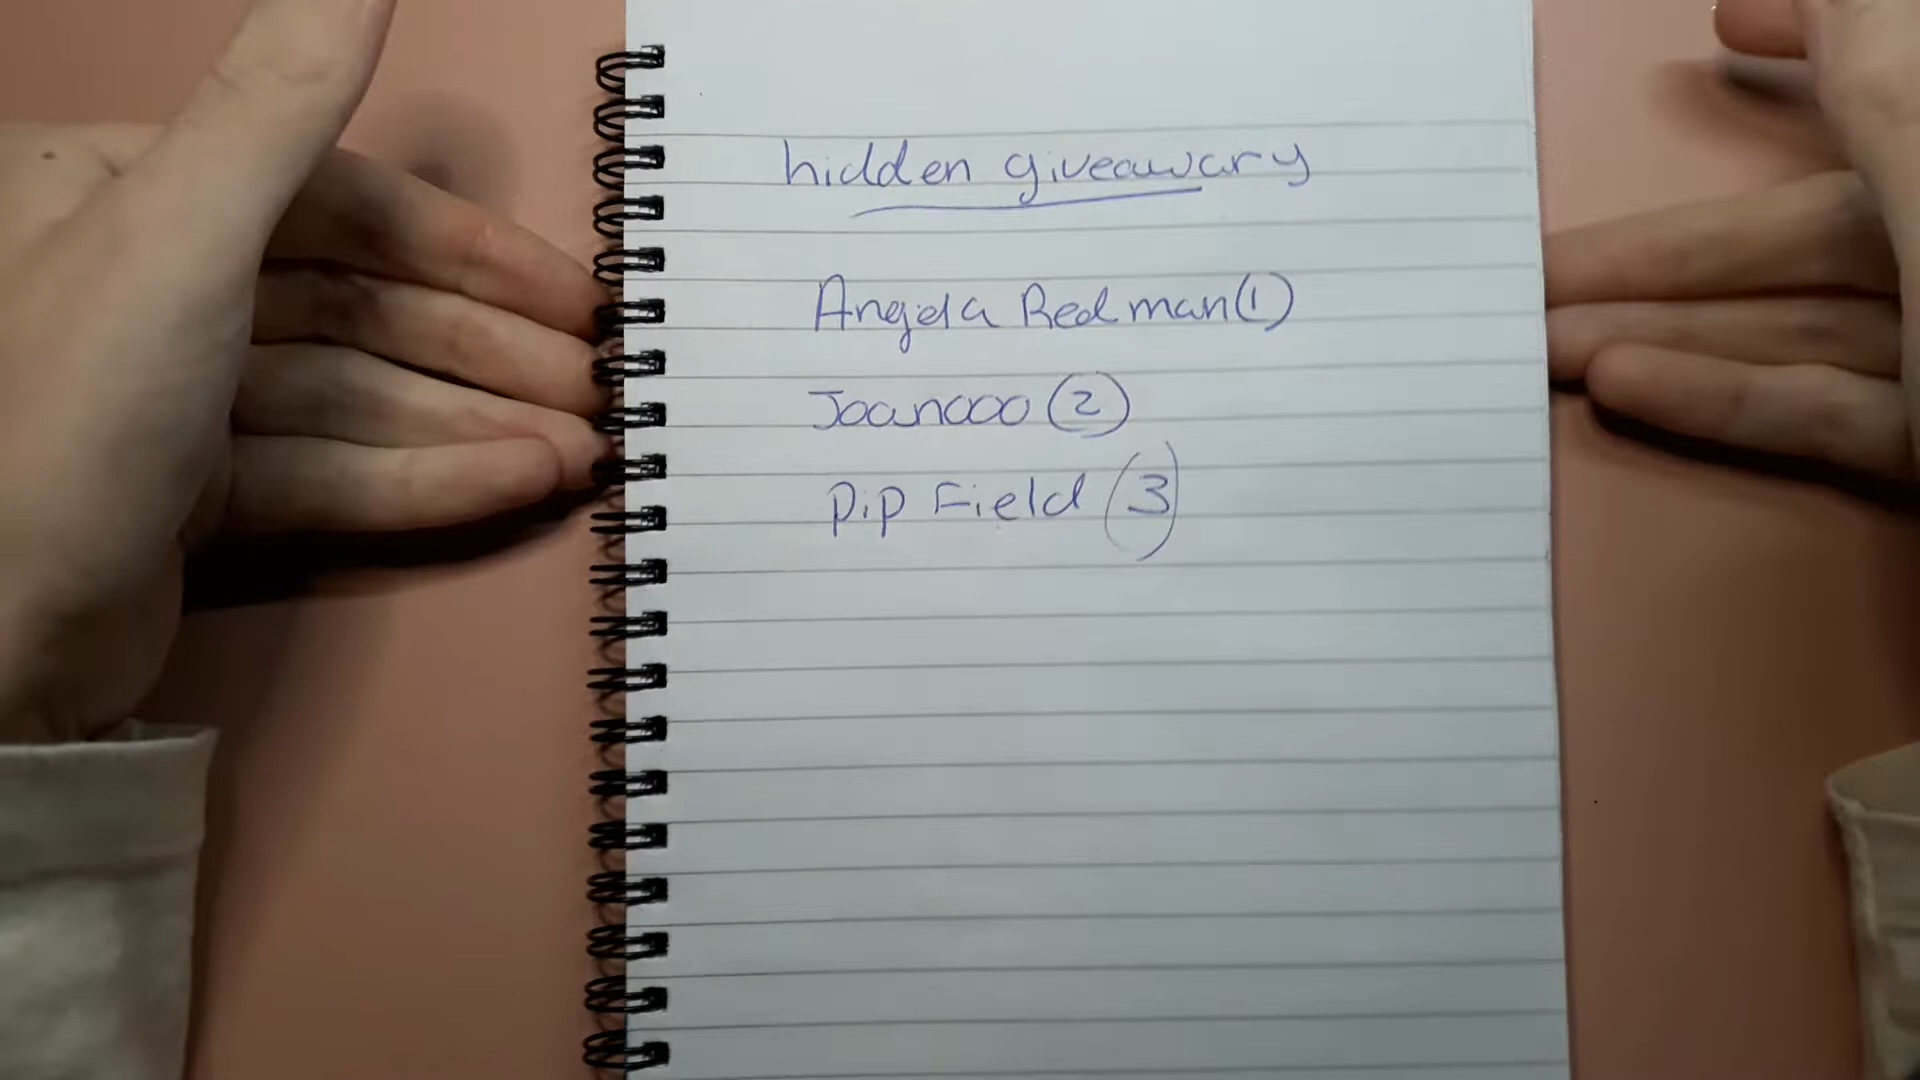 hidden giveaway
Angela Redman (1)
Joanooo (2)
Pip Field (3)